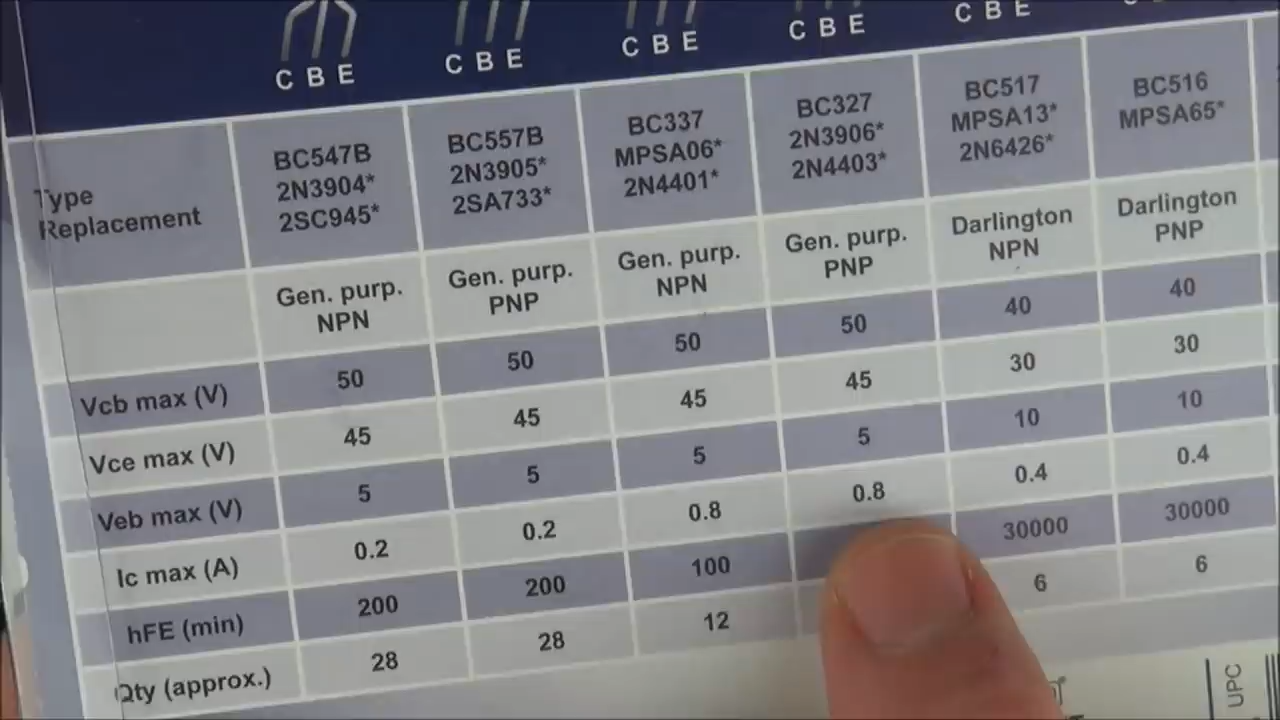 C B E C B E C B E C B E C B E
Type
Replacement
BC547B
2N3904*
2SC945*
BC557B
2N3905*
2SA733*
BC337
MPSA06*
2N4401*
BC327
2N3906*
2N4403*
BC517
MPSA13*
2N6426*
BC516
MPSA65*
Gen. purp.
NPN
Gen. purp.
PNP
Gen. purp.
NPN
Gen. purp.
PNP
Darlington
NPN
Darlington
PNP
Vcb max (V) 50 50 50 50 40 40
Vce max (V) 45 45 45 45 30 30
Veb max (V) 5 5 5 5 10 10
Ic max (A) 0.2 0.2 0.8 0.8 0.4 0.4
hFE (min) 200 200 100 30000 30000
Qty (approx.) 28 28 12 6 6
UPC